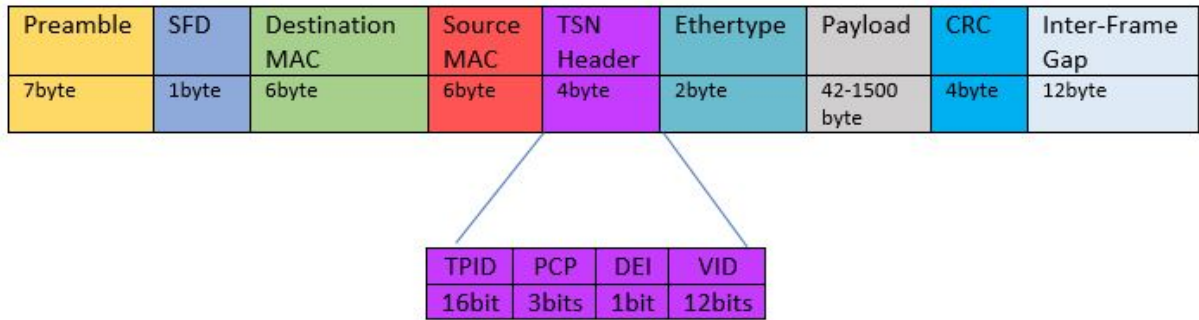 Preamble SFD Destination MAC Source MAC TSN Header Ethertype Payload CRC Inter-Frame Gap
7byte 1byte 6byte 6byte 4byte 2byte 42-1500 byte 4byte 12byte
TPID PCP DEI VID
16bit 3bits 1bit 12bits